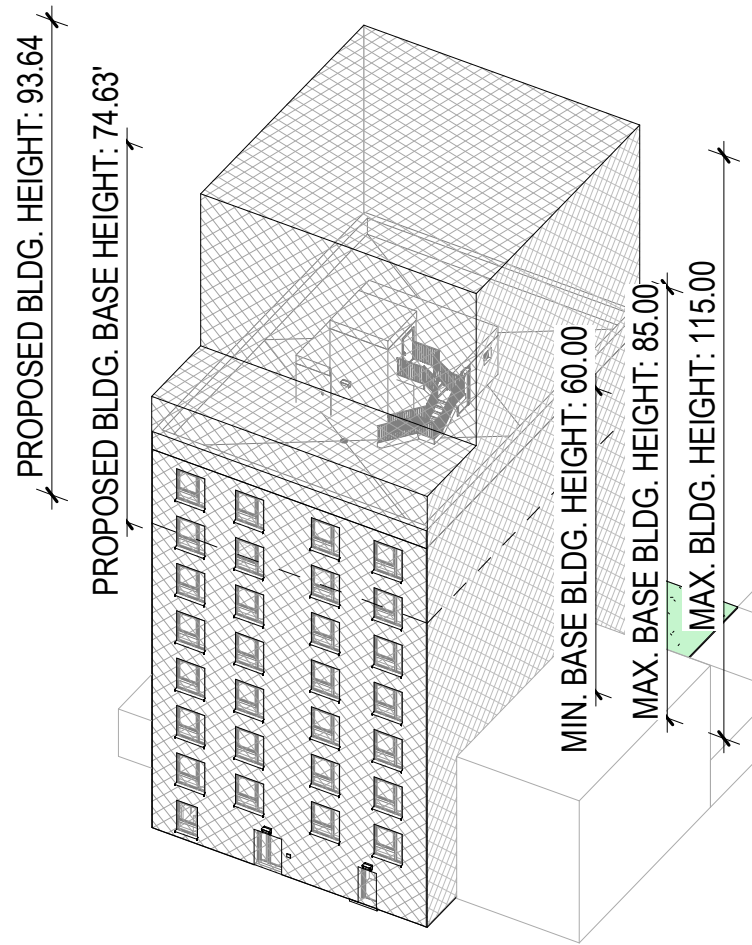 PROPOSED BLDG. HEIGHT: 93.64
PROPOSED BLDG. BASE HEIGHT: 74.63'
MIN. BASE BLDG. HEIGHT: 60.00
MAX. BASE BLDG. HEIGHT: 85.00
MAX. BLDG. HEIGHT: 115.00